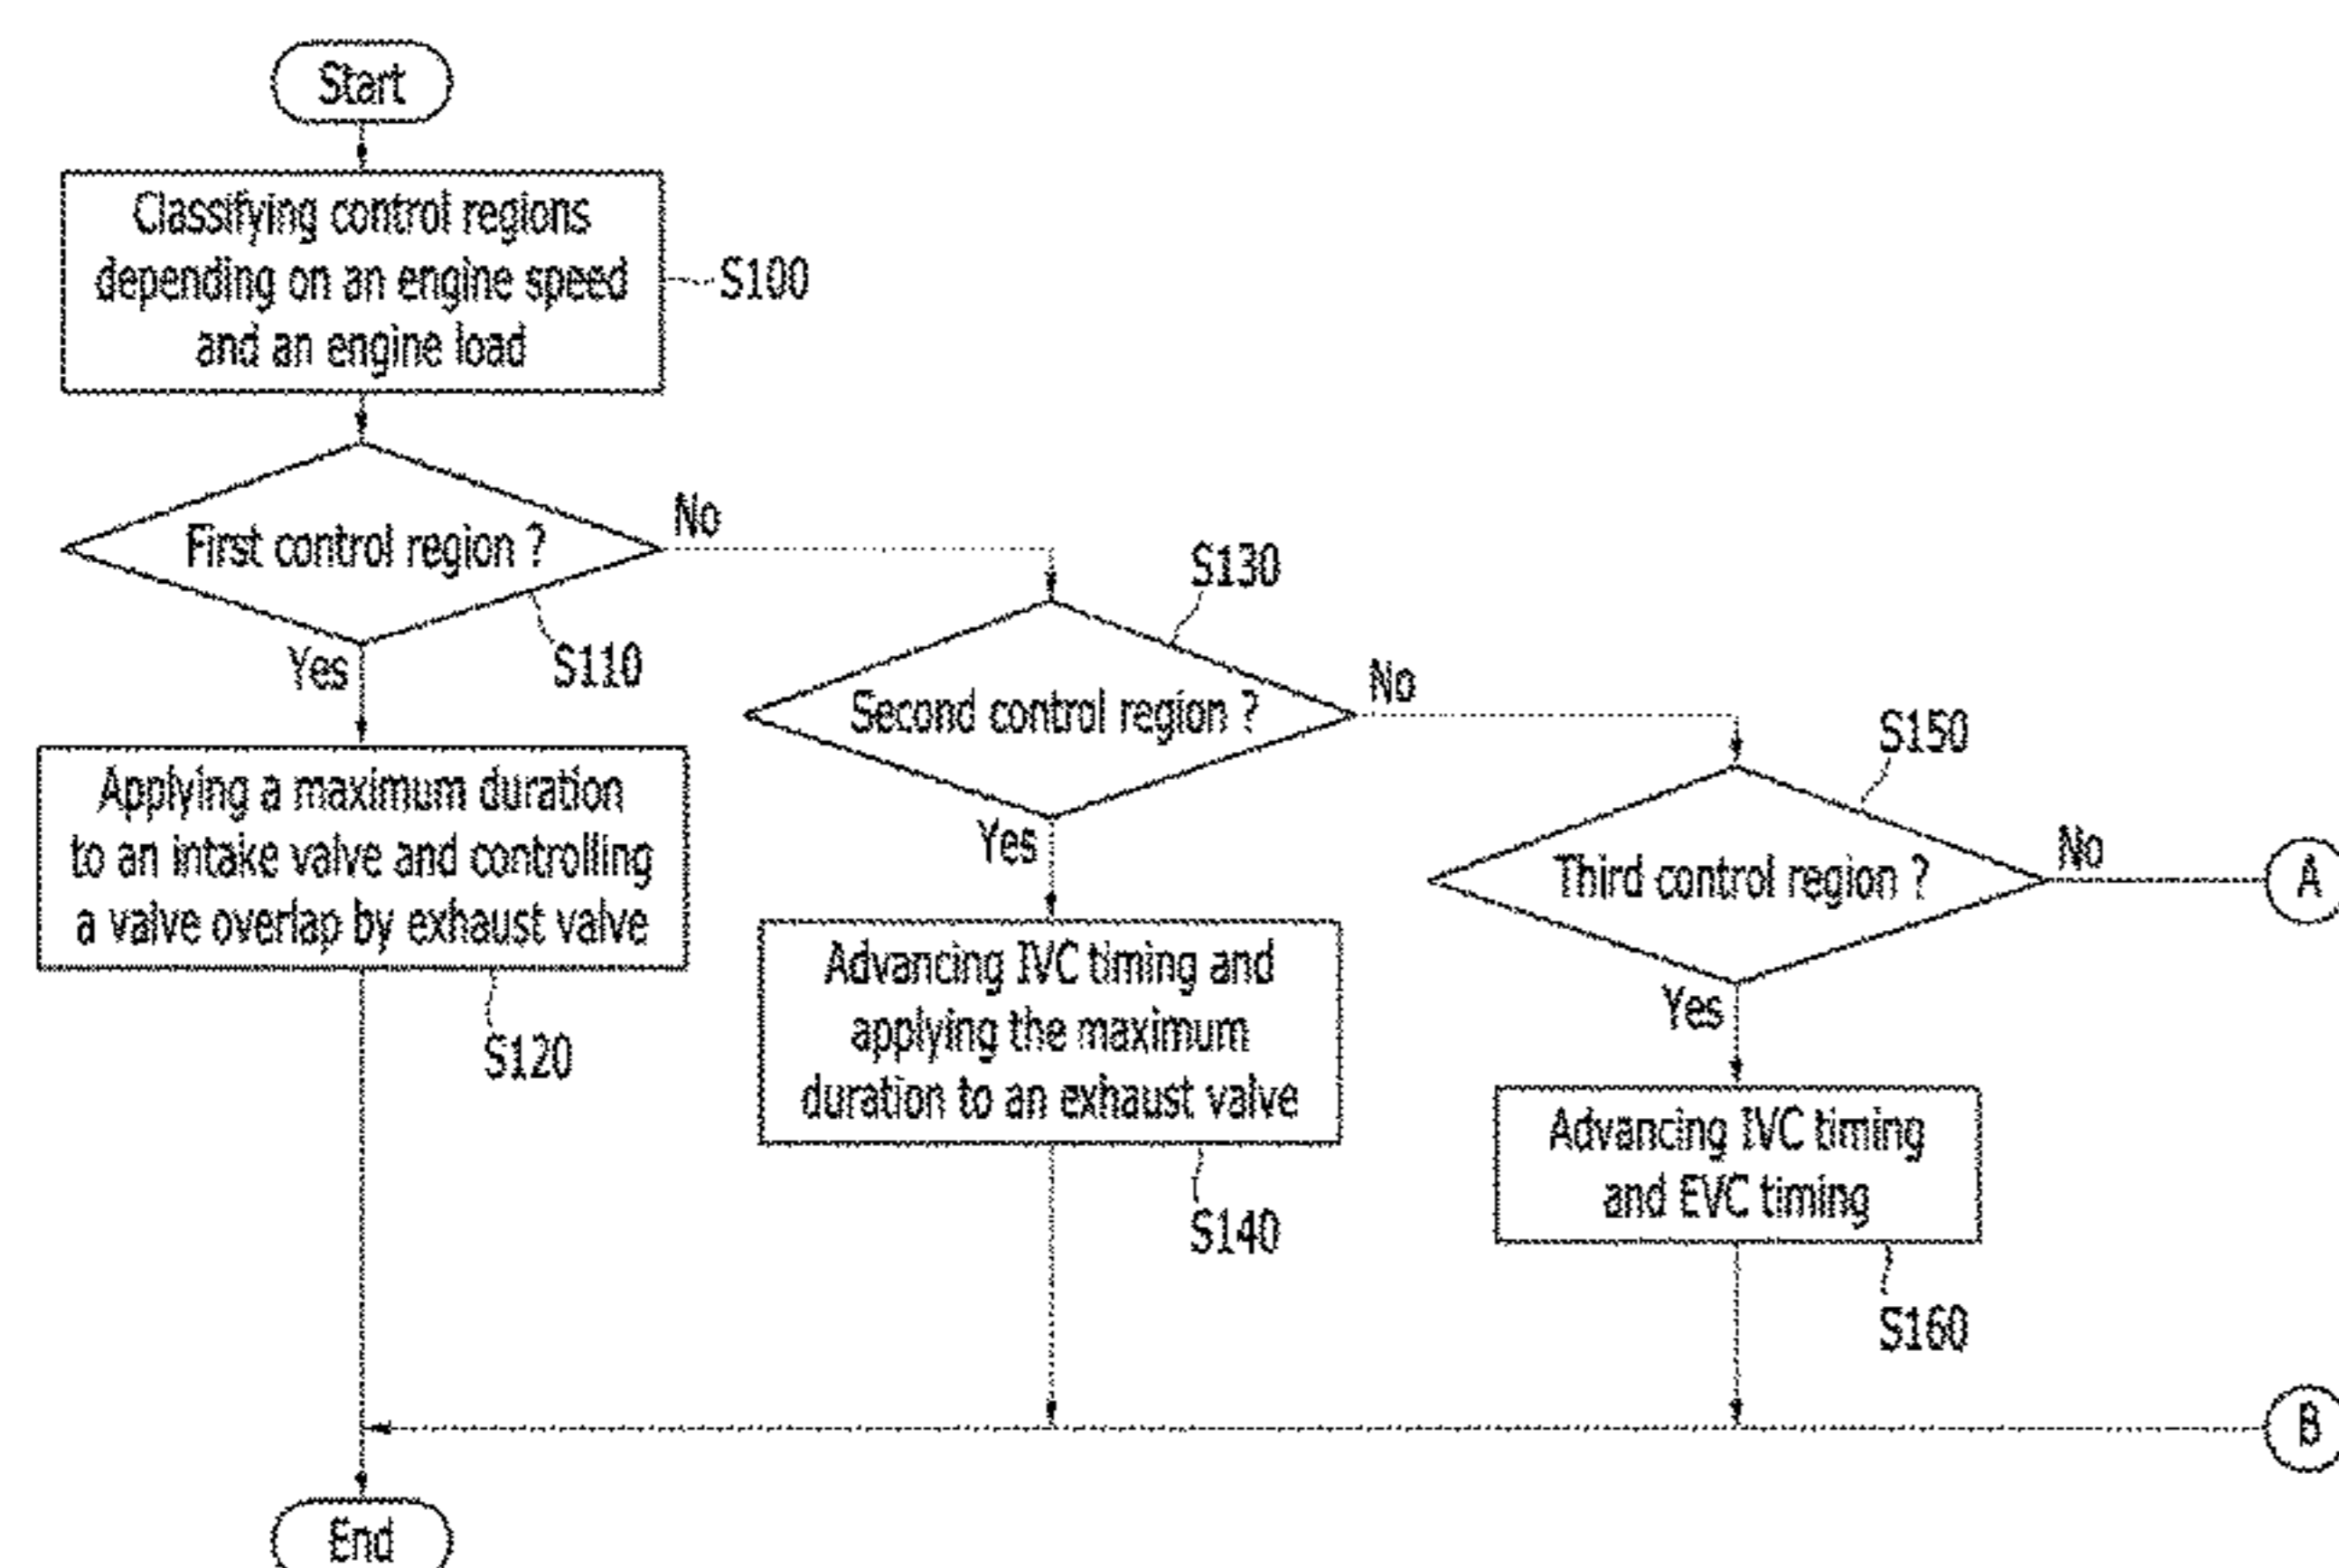 Start
Classifying control regions
depending on an engine speed
and an engine load
S100
First control region ?
No
S110
Yes
Applying a maximum duration
to an intake valve and controlling
a valve overlap by exhaust valve
S120
S130
Second control region ?
No
Yes
Advancing IVC timing and
applying the maximum
duration to an exhaust valve
S140
S150
Third control region ?
No
A
Yes
Advancing IVC timing
and EVC timing
S160
B
End